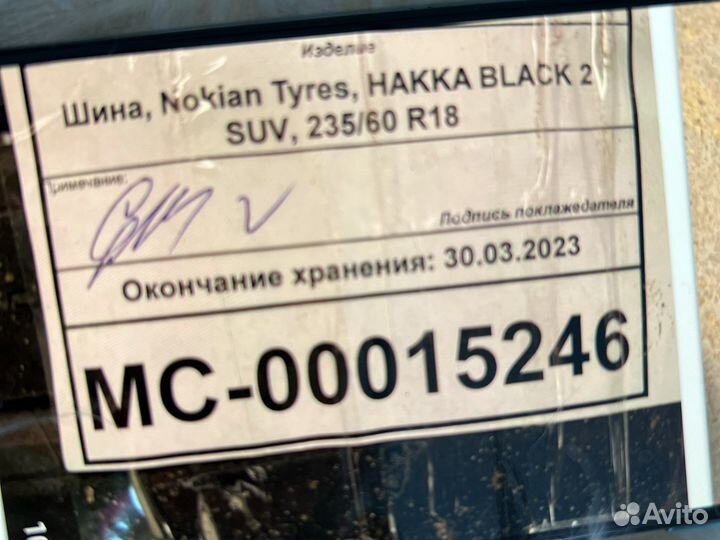 Изделие
Шина, Nokian Tyres, HAKKA BLACK 2
SUV, 235/60 R18
Примечание:
Подпись поклажедателя
Окончание хранения: 30.03.2023
МС-00015246
Avito